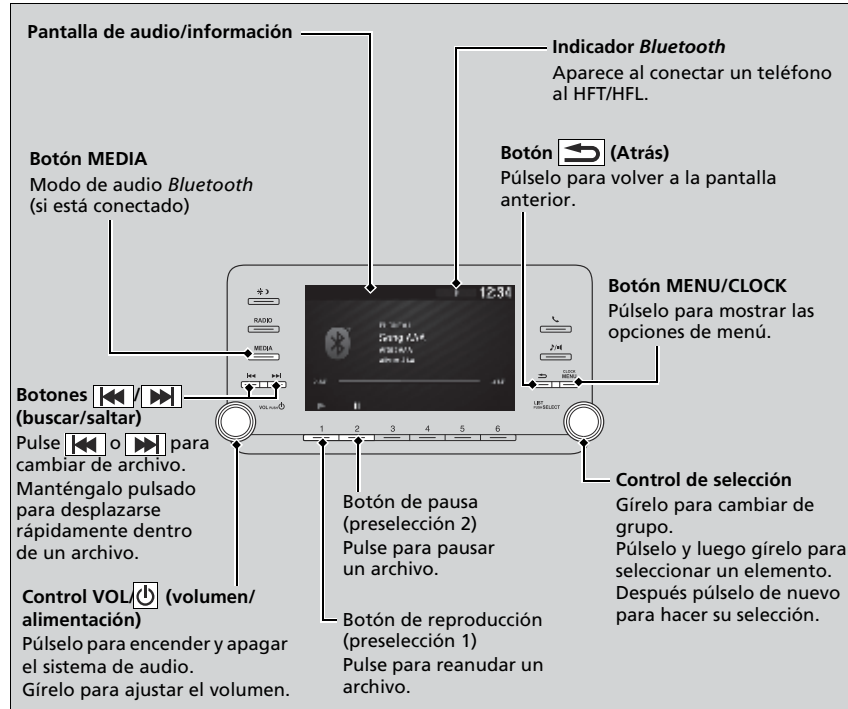 Pantalla de audio/información
Indicador Bluetooth
Aparece al conectar un teléfono
al HFT/HFL.
Botón MEDIA
Modo de audio Bluetooth
(si está conectado)
Botón (Atrás)
Púlselo para volver a la pantalla
anterior.
Botón MENU/CLOCK
Púlselo para mostrar las
opciones de menú.
12:34
RADIO
MEDIA
CLOCK
MENU
VOL PUSH
LIST
PUSH SELECT
1 2 3 4 5 6
Botones /
(buscar/saltar)
Pulse o para
cambiar de archivo.
Manténgalo pulsado
para desplazarse
rápidamente dentro
de un archivo.
Control VOL/ (volumen/
alimentación)
Púlselo para encender y apagar
el sistema de audio.
Gírelo para ajustar el volumen.
Botón de pausa
(preselección 2)
Pulse para pausar
un archivo.
Botón de reproducción
(preselección 1)
Pulse para reanudar un
archivo.
Control de selección
Gírelo para cambiar de
grupo.
Púlselo y luego gírelo para
seleccionar un elemento.
Después púlselo de nuevo
para hacer su selección.